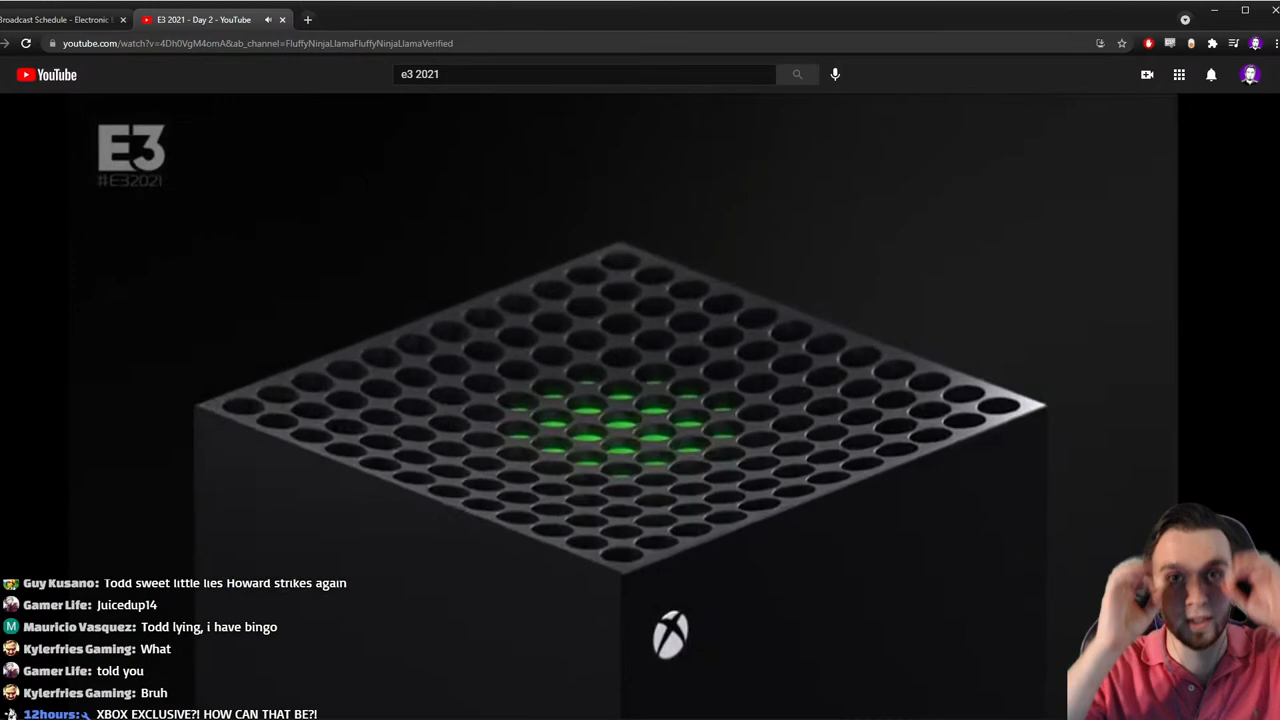 Broadcast Schedule - Electronic
E3 2021 - Day 2 - YouTube
youtube.com/watch?v=4Dh0VgM4omA&ab_channel=FluffyNinjaLlamaFluffyNinjaLlamaVerified
YouTube
e3 2021
E3
#E32021
Guy Kusano: Todd sweet little lies Howard strikes again
Gamer Life: Juicedup14
M Mauricio Vasquez: Todd lying, i have bingo
Kylerfries Gaming: What
Gamer Life: told you
Kylerfries Gaming: Bruh
12hours: XBOX EXCLUSIVE?! HOW CAN THAT BE?!